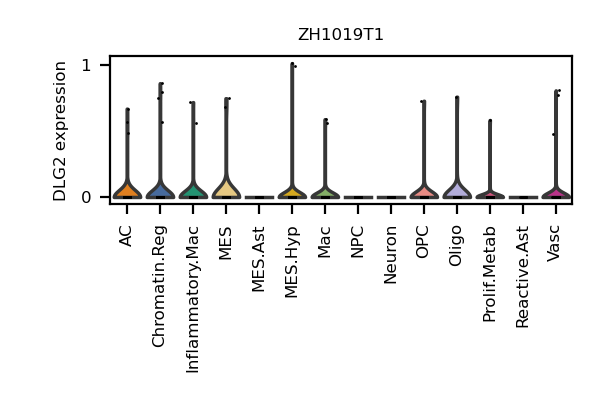 ZH1019T1
DLG2 expression
1
0
AC
Chromatin.Reg
Inflammatory.Mac
MES
MES.Ast
MES.Hyp
Mac
NPC
Neuron
OPC
Oligo
Prolif.Metab
Reactive.Ast
Vasc